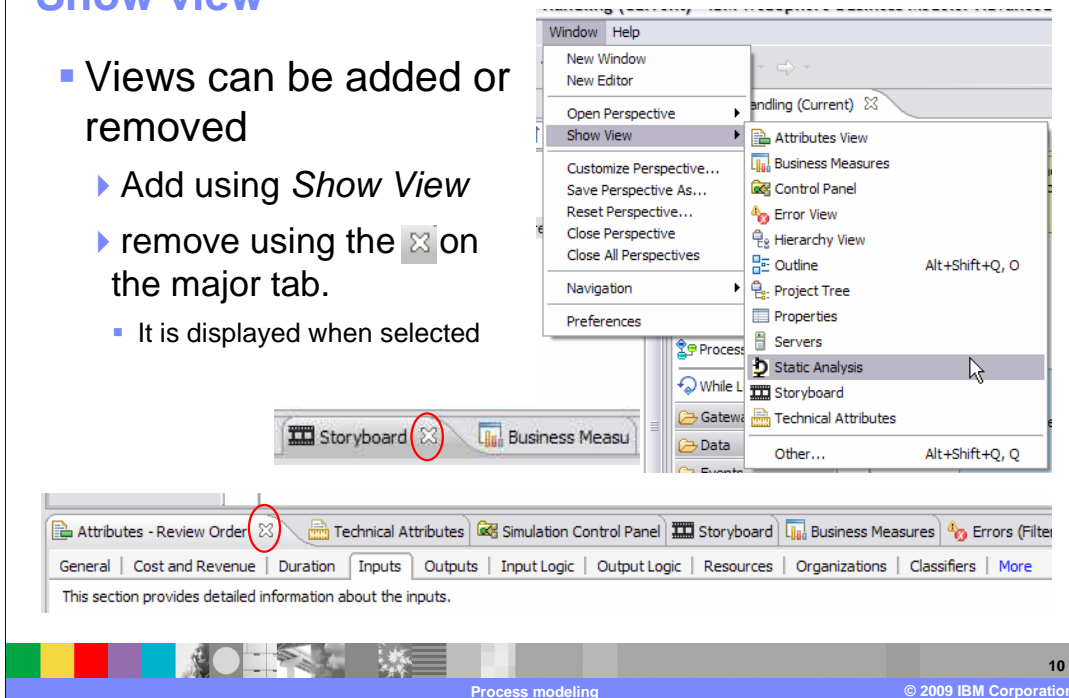 Show view
Views can be added or removed
Add using Show View
remove using the on the major tab.
It is displayed when selected
Window Help
New Window
New Editor
Open Perspective
Show View
Customize Perspective...
Save Perspective As...
Reset Perspective...
Close Perspective
Close All Perspectives
Navigation
Preferences
andling (Current)
Attributes View
Business Measures
Control Panel
Error View
Hierarchy View
Outline Alt+Shift+Q, O
Project Tree
Properties
Servers
Static Analysis
Storyboard
Technical Attributes
Other... Alt+Shift+Q, Q
Process
While L
Gatewa
Data
Storyboard Business Measu
Attributes - Review Order Technical Attributes Simulation Control Panel Storyboard Business Measures Errors (Filter
General Cost and Revenue Duration Inputs Outputs Input Logic Output Logic Resources Organizations Classifiers More
This section provides detailed information about the inputs.
10
Process modeling © 2009 IBM Corporation